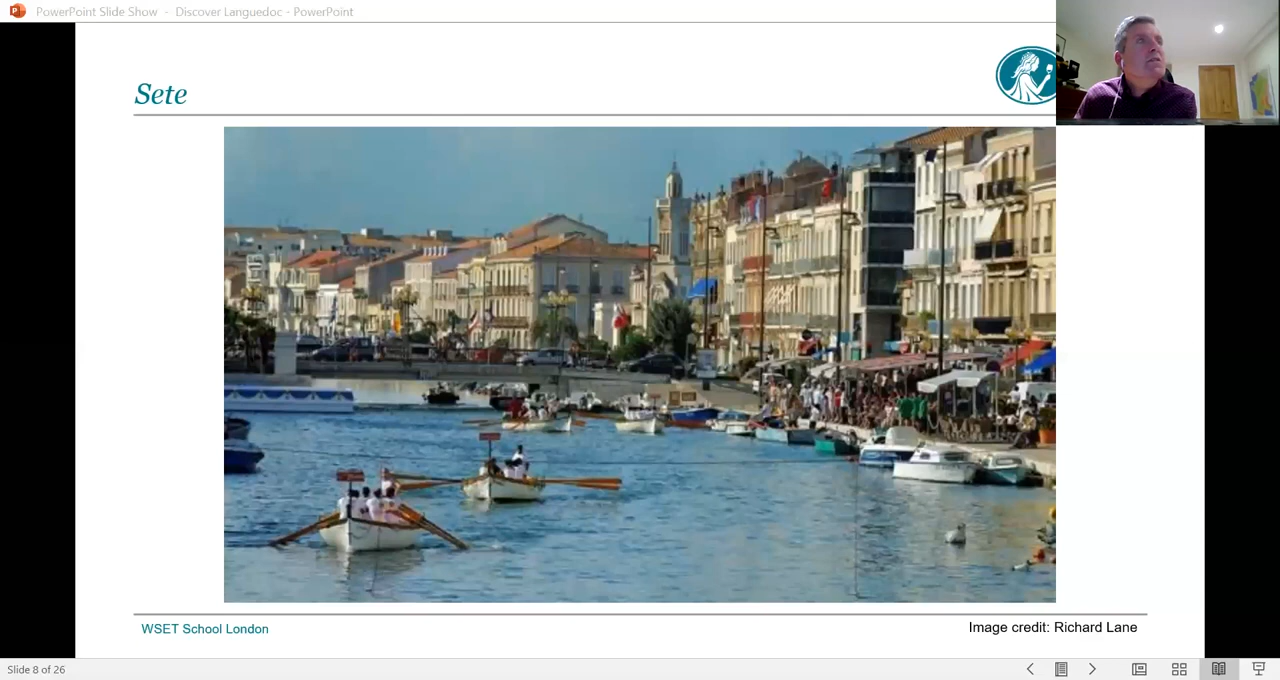 PowerPoint Slide Show - Discover Languedoc - PowerPoint
Sete
WSET School London
Image credit: Richard Lane
Slide 8 of 26